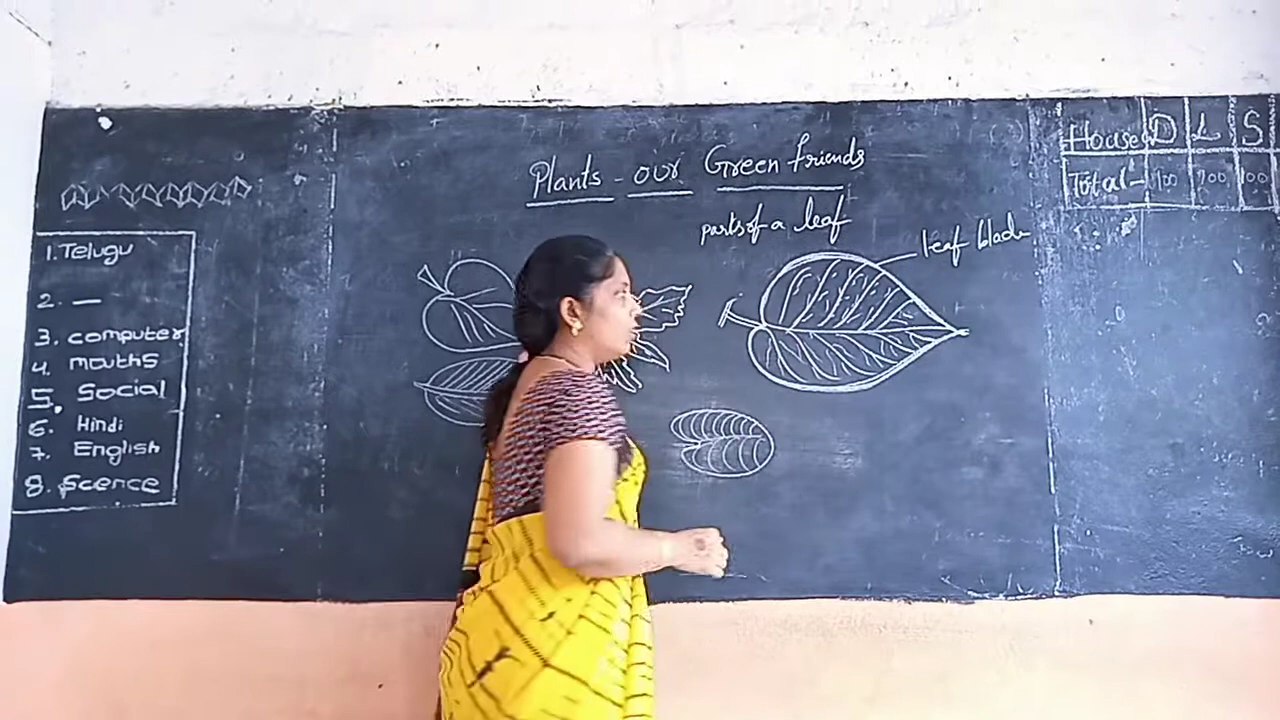 Plants - our Green friends
parts of a leaf
leaf blade
1. Telugu
2. —
3. computer
4. mouths
5. Social
6. Hindi
7. English
8. Scence
House D L S
Total - 100 100 100